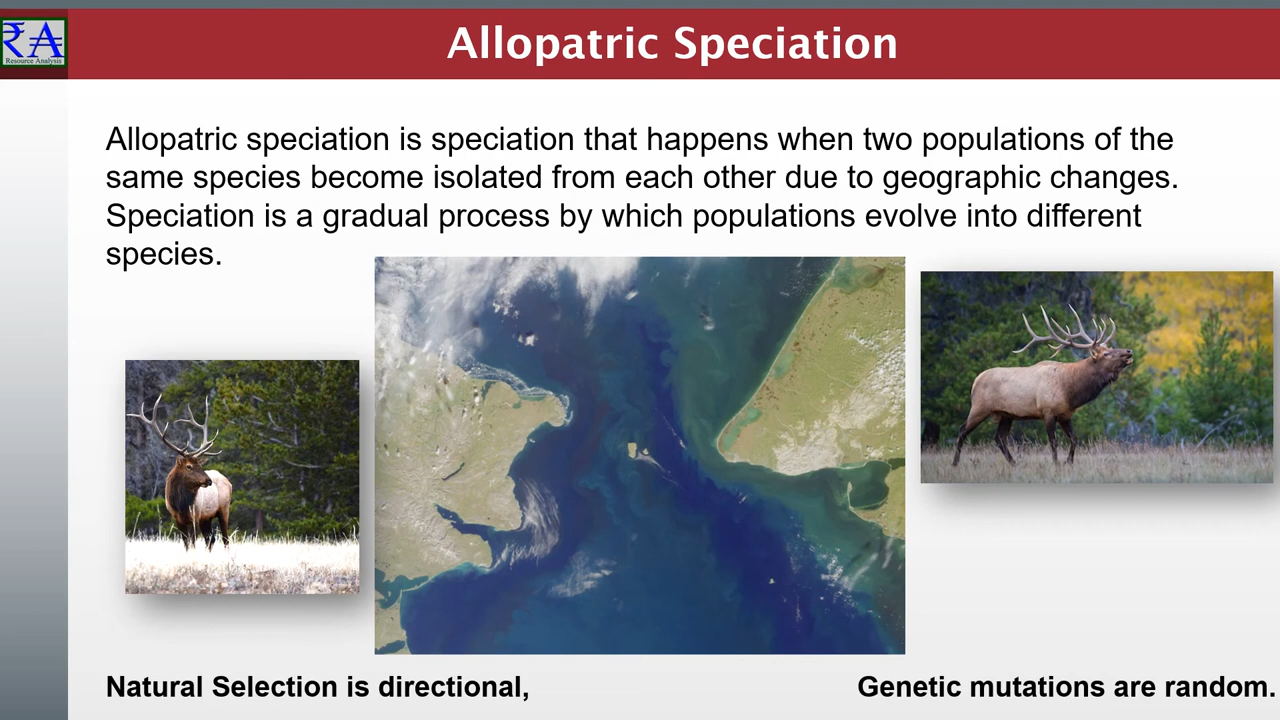 Allopatric Speciation
₹A
Resource Analysis
Allopatric speciation is speciation that happens when two populations of the
same species become isolated from each other due to geographic changes.
Speciation is a gradual process by which populations evolve into different
species.
Natural Selection is directional,
Genetic mutations are random.